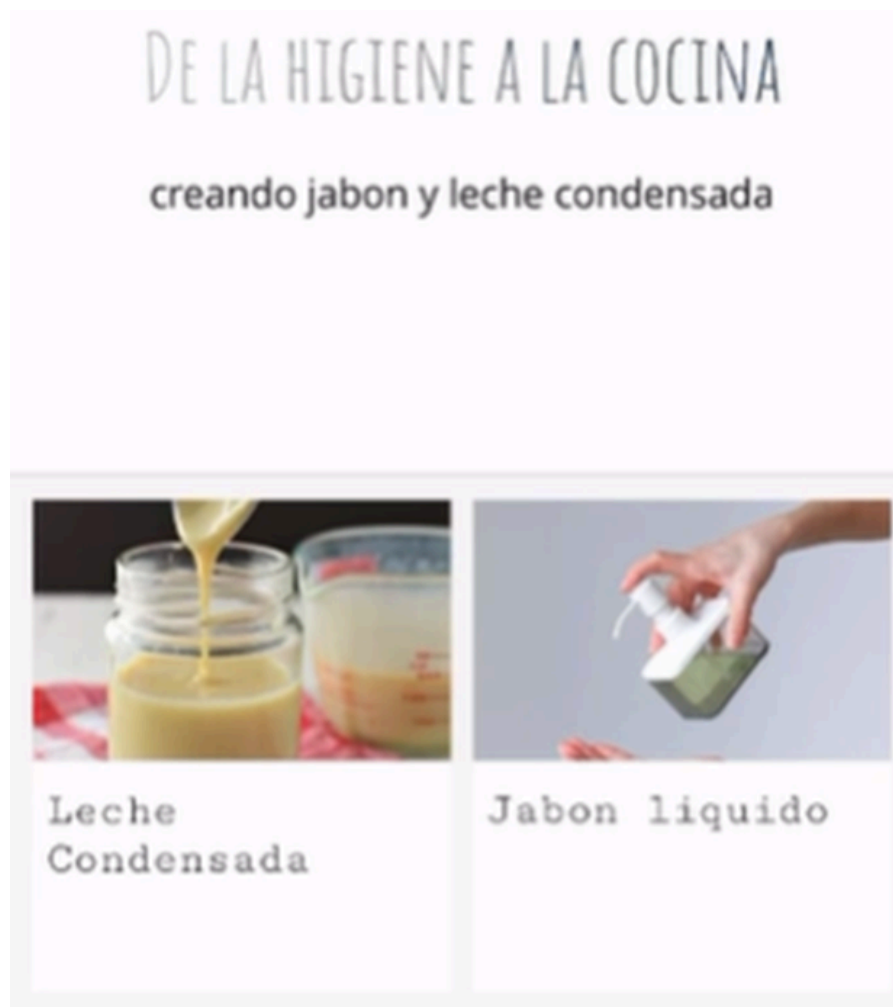 De la higiene a la cocina
creando jabon y leche condensada
Leche
Condensada
Jabon liquido